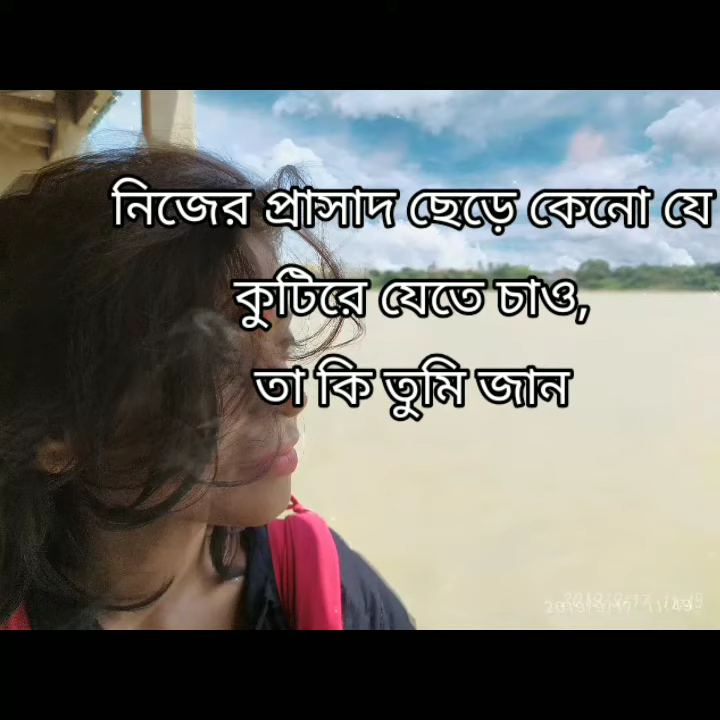 নিজের প্রাসাদ ছেড়ে কেনো যে
কুটিরে যেতে চাও,
তা কি তুমি জান